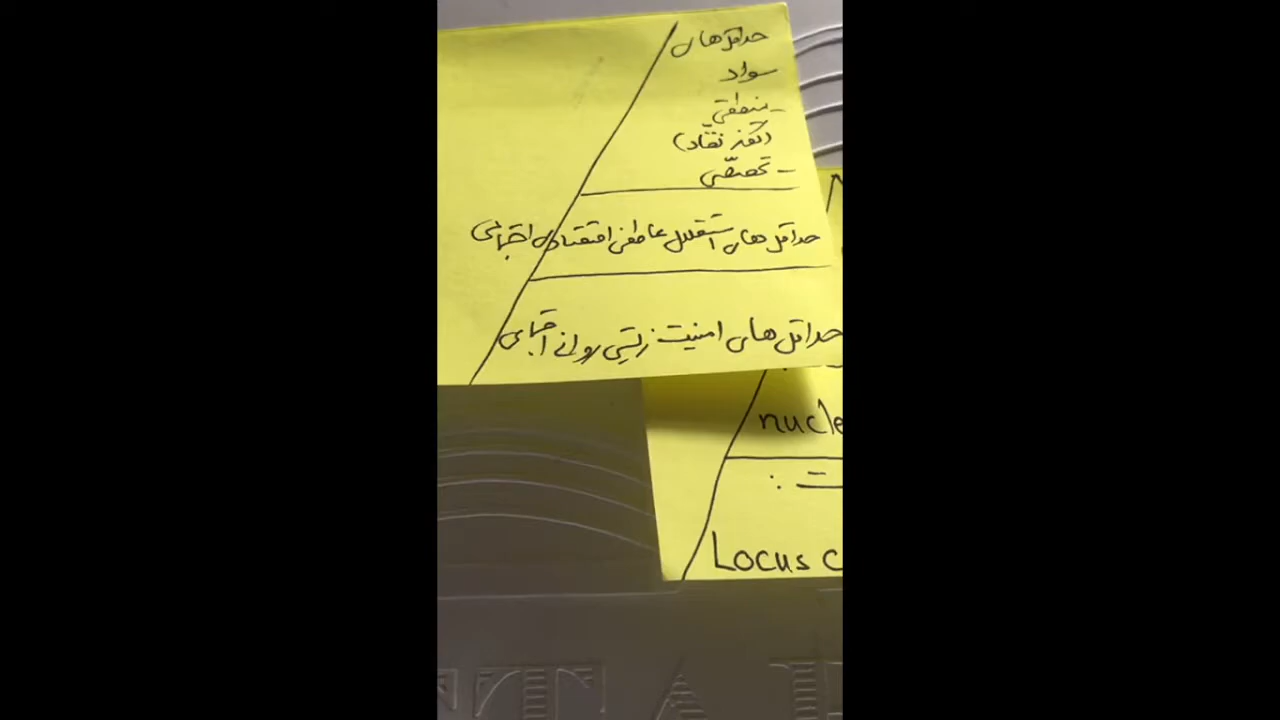 حداقل های
سواد
- منطقی
(تفکر نقاد)
- تخصصّی
حداقل های استقلال عاطفی اقتصادی اجتماعی
حداقل های امنیت زیستی روانی اجتماعی
nucle
ت :
Locus c